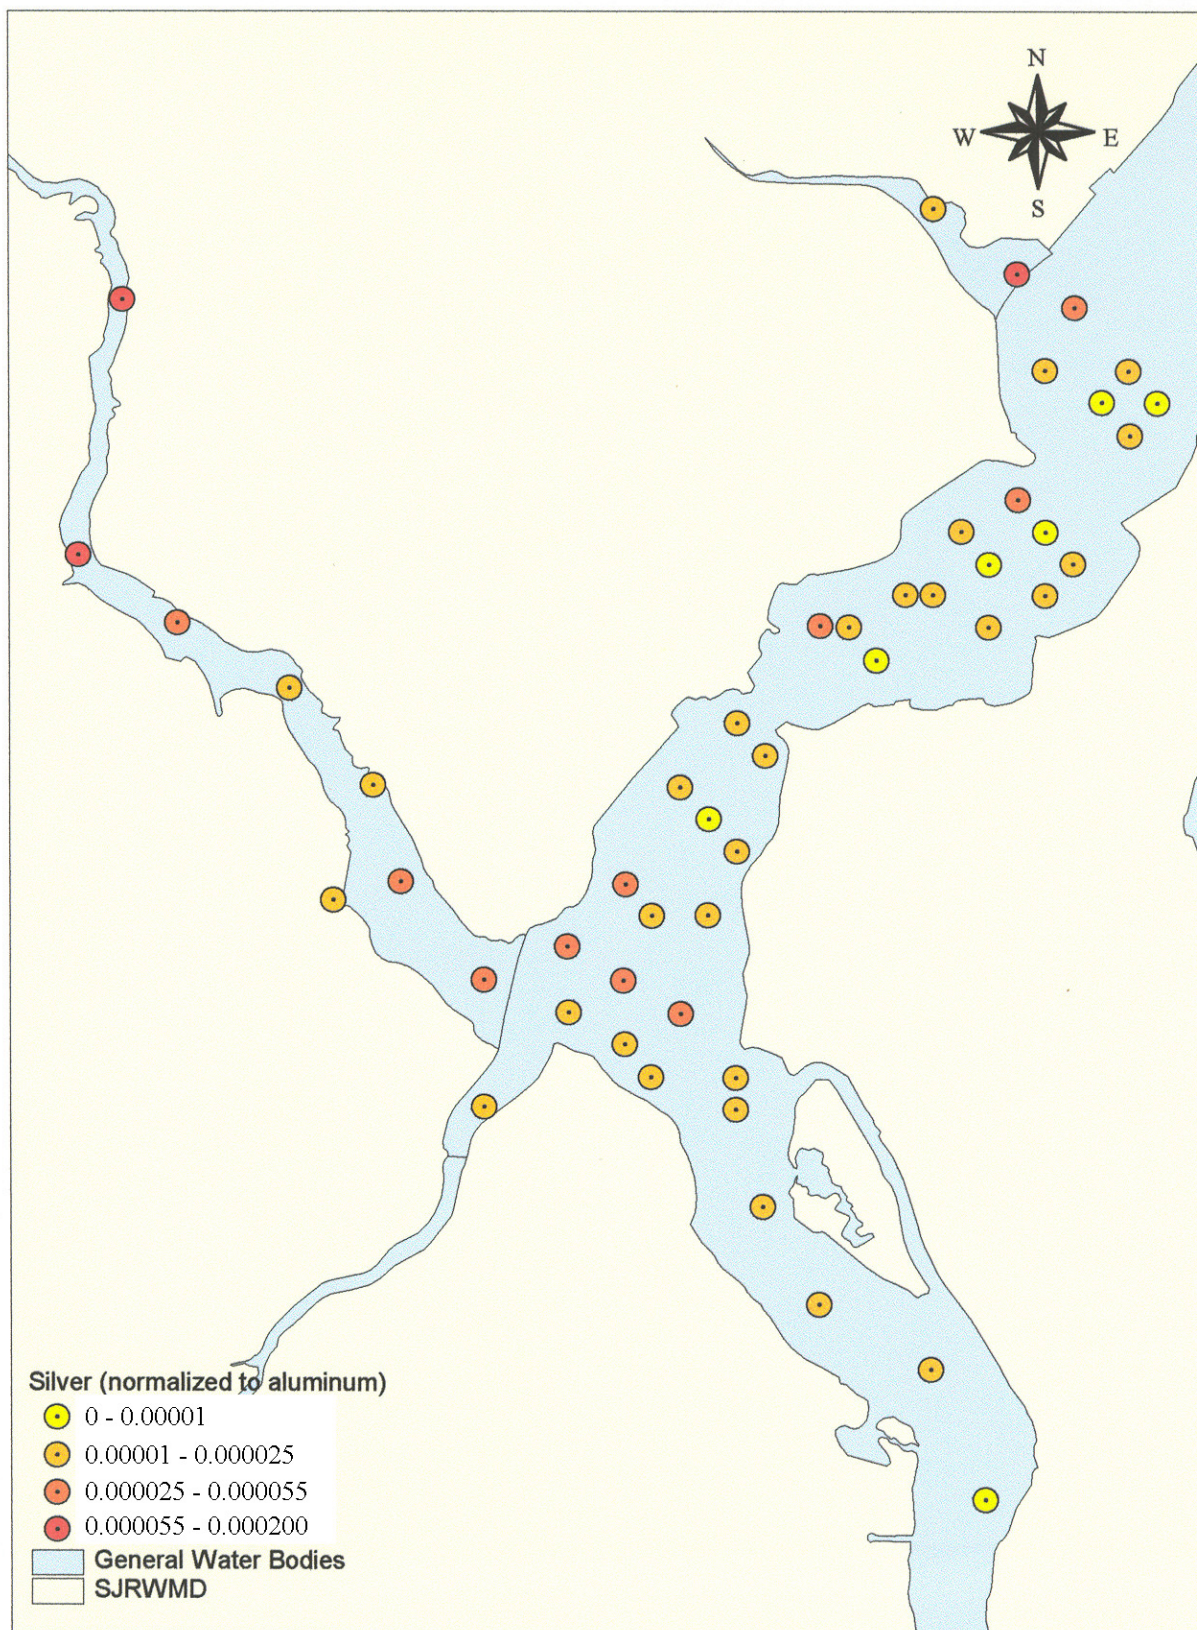 N
W E
S
Silver (normalized to aluminum)
0 - 0.00001
0.00001 - 0.000025
0.000025 - 0.000055
0.000055 - 0.000200
General Water Bodies
SJRWMD